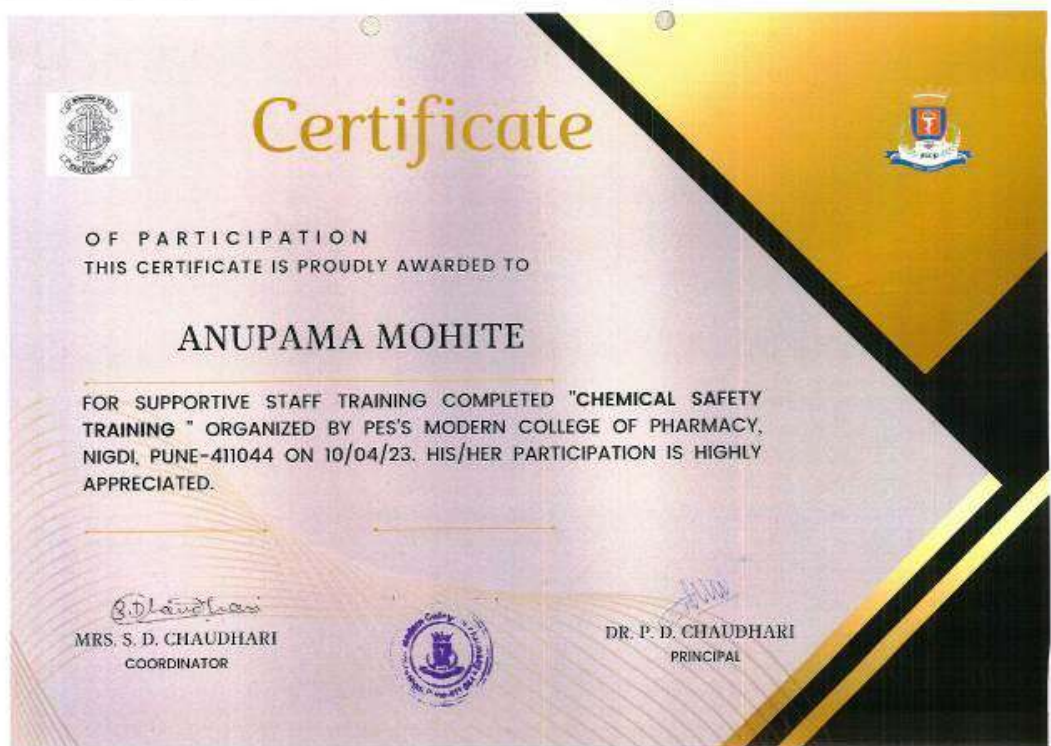 Certificate
OF PARTICIPATION
THIS CERTIFICATE IS PROUDLY AWARDED TO
ANUPAMA MOHITE
FOR SUPPORTIVE STAFF TRAINING COMPLETED "CHEMICAL SAFETY
TRAINING " ORGANIZED BY PES'S MODERN COLLEGE OF PHARMACY,
NIGDI, PUNE-411044 ON 10/04/23. HIS/HER PARTICIPATION IS HIGHLY
APPRECIATED.
S.D Chaudhari
MRS. S. D. CHAUDHARI
COORDINATOR
DR. P. D. CHAUDHARI
PRINCIPAL